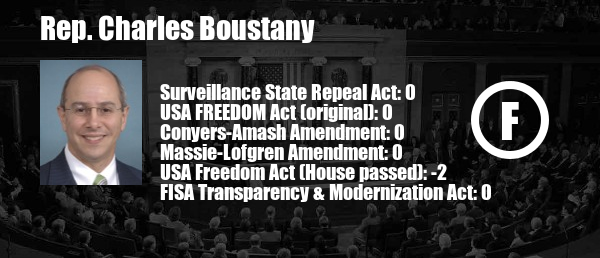 Rep. Charles Boustany
Surveillance State Repeal Act: 0
USA FREEDOM Act (original): 0
Conyers-Amash Amendment: 0
Massie-Lofgren Amendment: 0
USA Freedom Act (House passed): -2
FISA Transparency & Modernization Act: 0
F